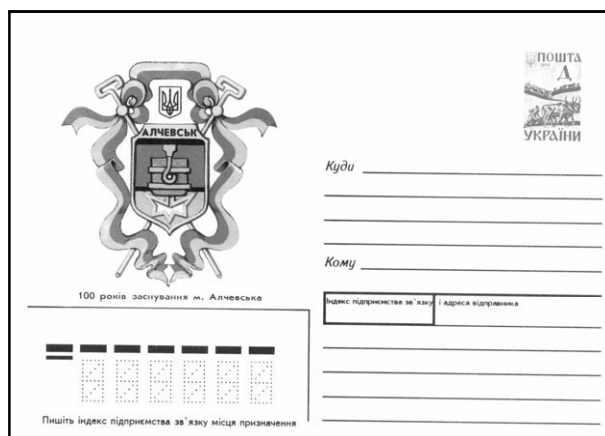 ПОШТА
Д
УКРАЇНИ
АЛЧЕВСЬК
100 років заснування м. Алчевська
Куди
Кому
Індекс підприємства зв`язку і адреса відправника
Пишіть індекс підприємства зв`язку місця призначення